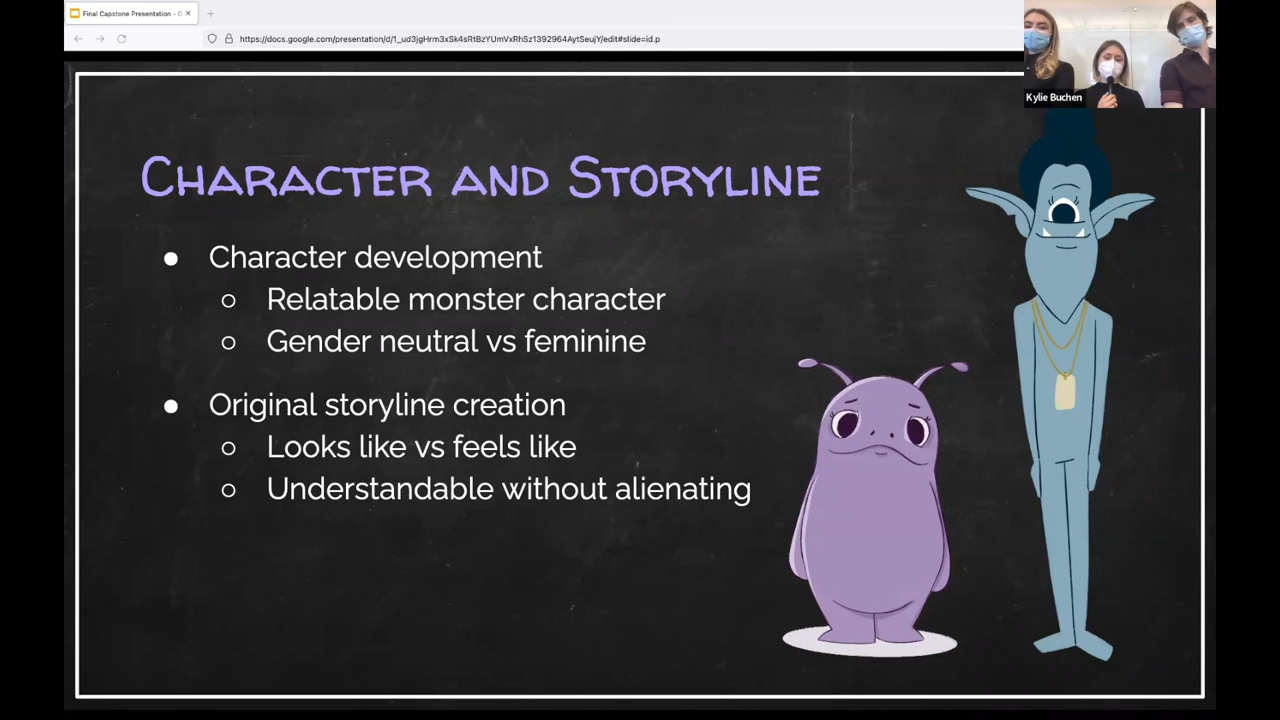 Final Capstone Presentation - G
https://docs.google.com/presentation/d/1_ud3jgHrm3xSk4sRtBzYUmVxRhSz1392964AytSeujY/edit#slide=id.p
Kylie Buchen
Character and Storyline
● Character development
○ Relatable monster character
○ Gender neutral vs feminine
● Original storyline creation
○ Looks like vs feels like
○ Understandable without alienating